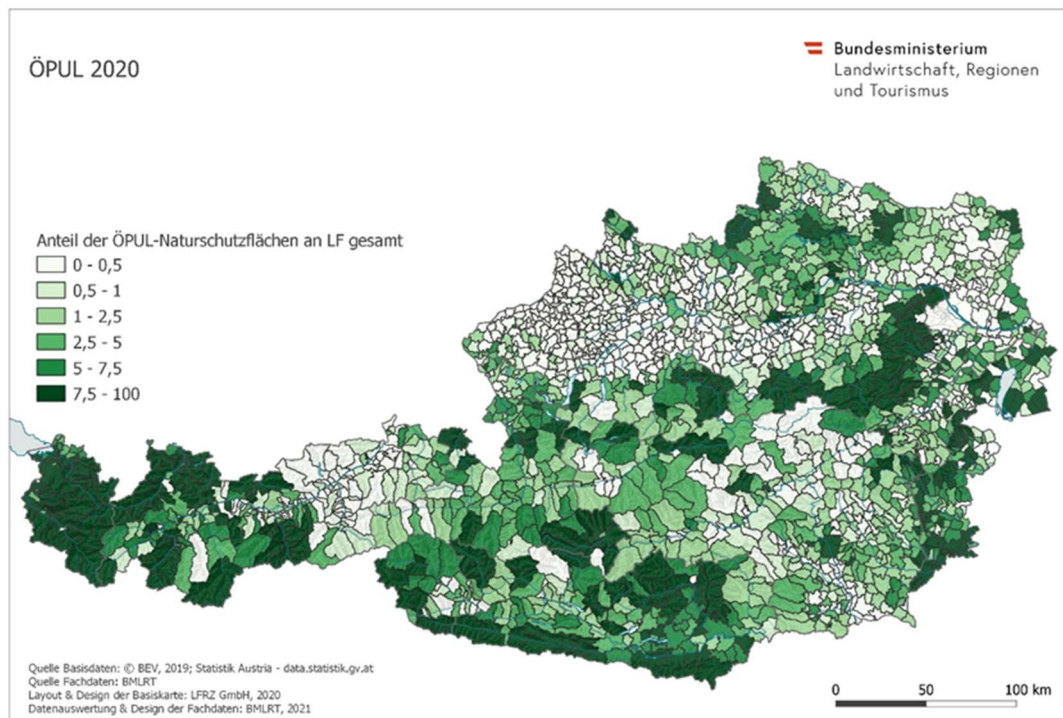 ÖPUL 2020
Bundesministerium
Landwirtschaft, Regionen
und Tourismus
Anteil der ÖPUL-Naturschutzflächen an LF gesamt
0 - 0,5
0,5 - 1
1 - 2,5
2,5 - 5
5 - 7,5
7,5 - 100
Quelle Basisdaten: © BEV, 2019; Statistik Austria - data.statistik.gv.at
Quelle Fachdaten: BMLRT
Layout & Design der Basiskarte: LFRZ GmbH, 2020
Datenauswertung & Design der Fachdaten: BMLRT, 2021
0 50 100 km